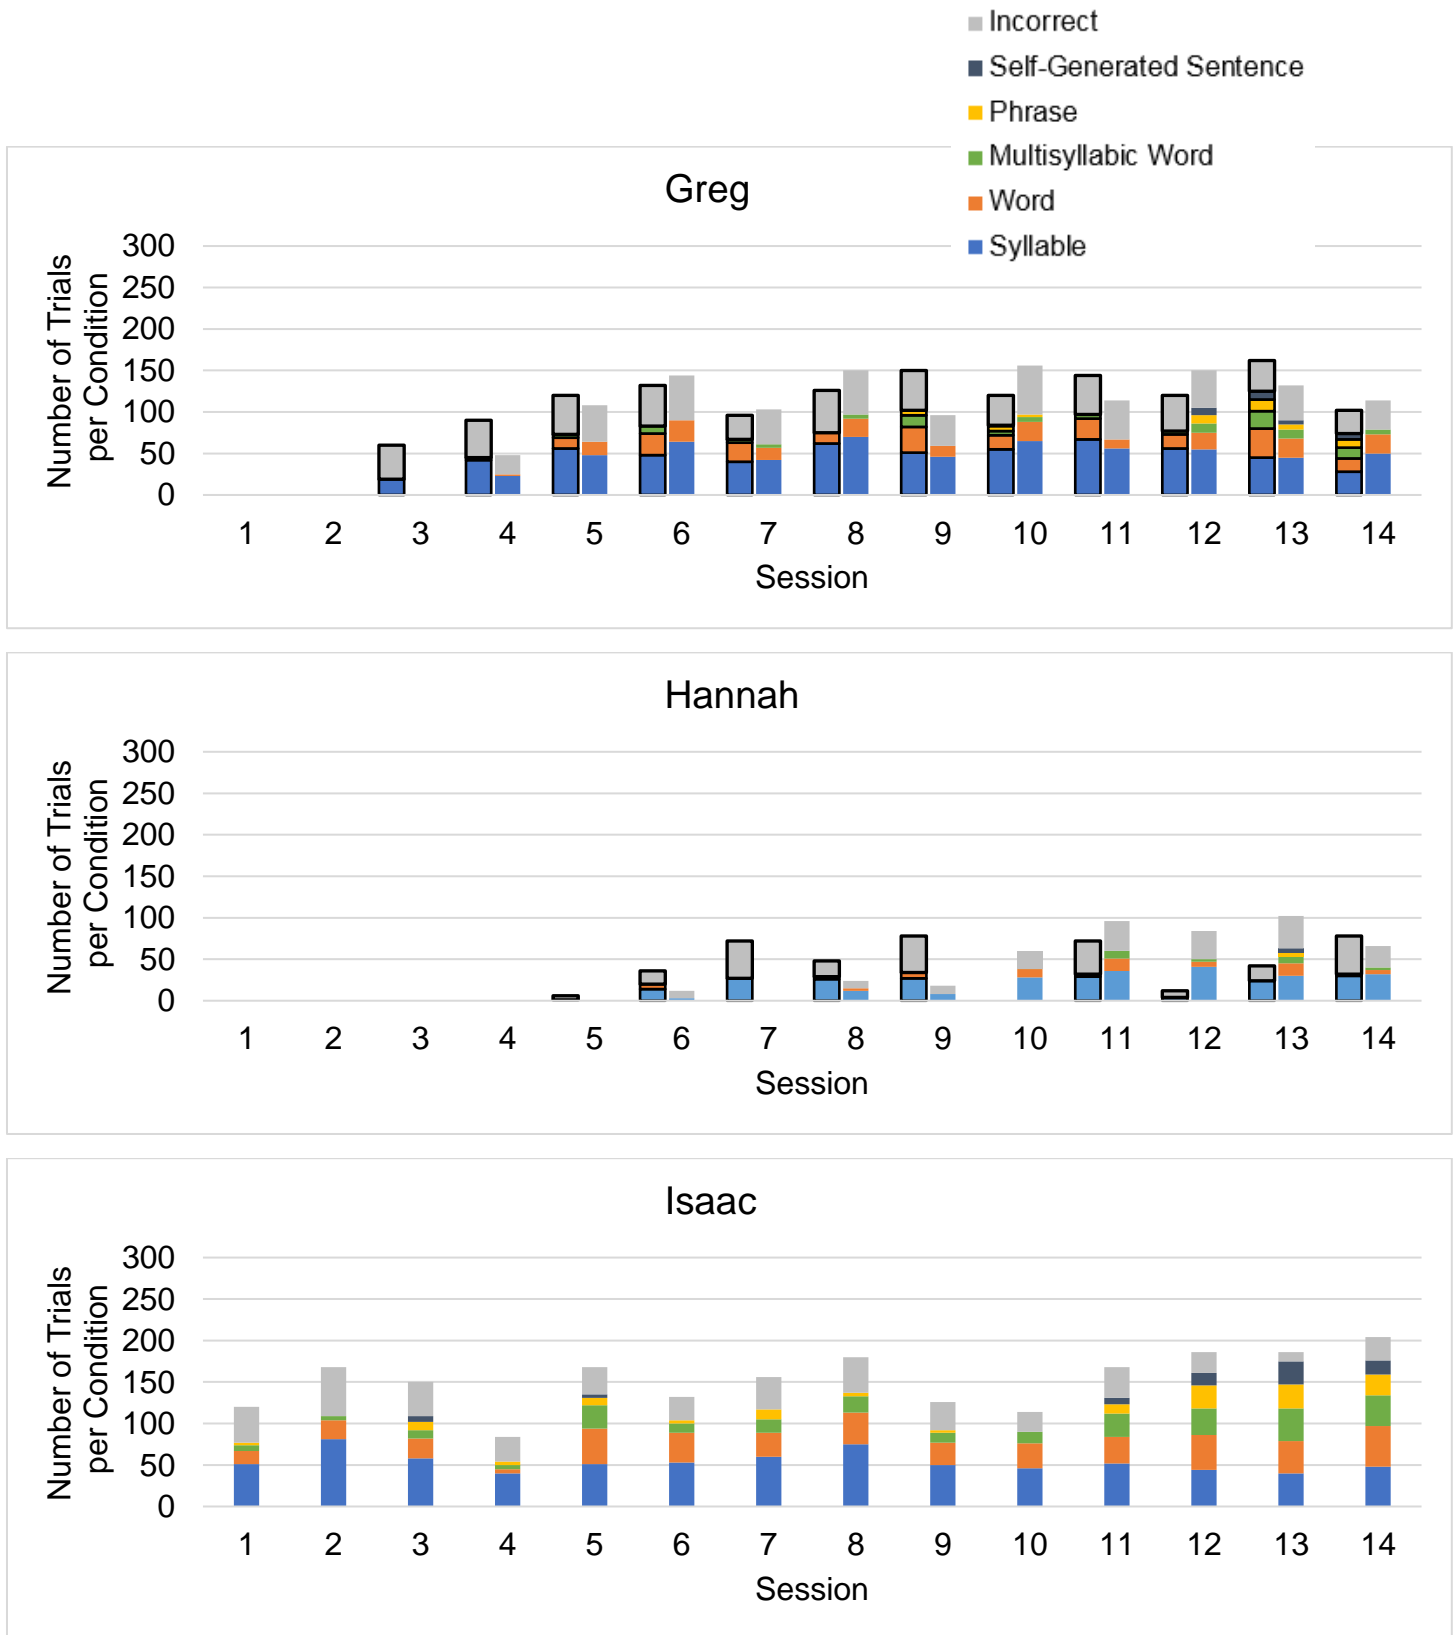 Incorrect
Self-Generated Sentence
Phrase
Multisyllabic Word
Word
Syllable
Greg
Number of Trials
per Condition
300
250
200
150
100
50
0
1 2 3 4 5 6 7 8 9 10 11 12 13 14
Session
Hannah
Number of Trials
per Condition
300
250
200
150
100
50
0
1 2 3 4 5 6 7 8 9 10 11 12 13 14
Session
Isaac
Number of Trials
per Condition
300
250
200
150
100
50
0
1 2 3 4 5 6 7 8 9 10 11 12 13 14
Session